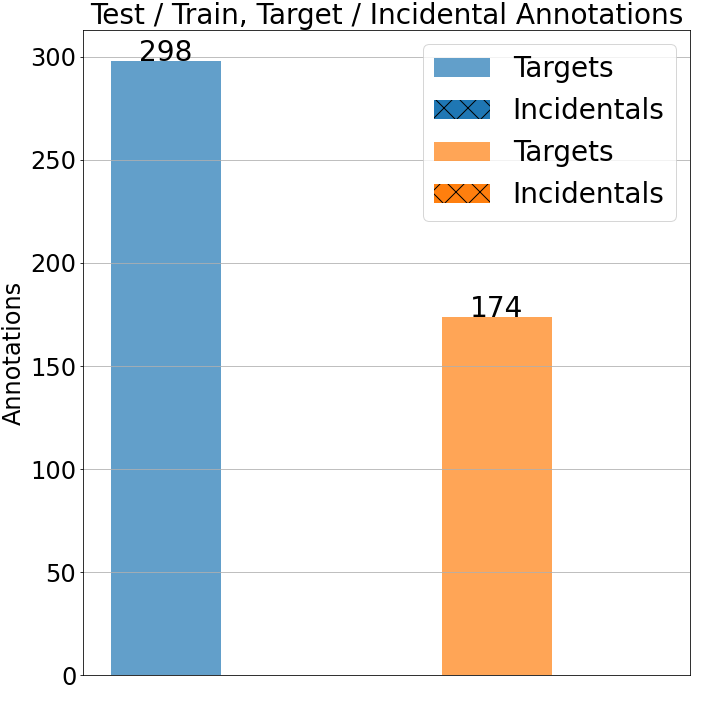 Test / Train, Target / Incidental Annotations
298
174
Targets
Incidentals
Targets
Incidentals
Annotations
300
250
200
150
100
50
0